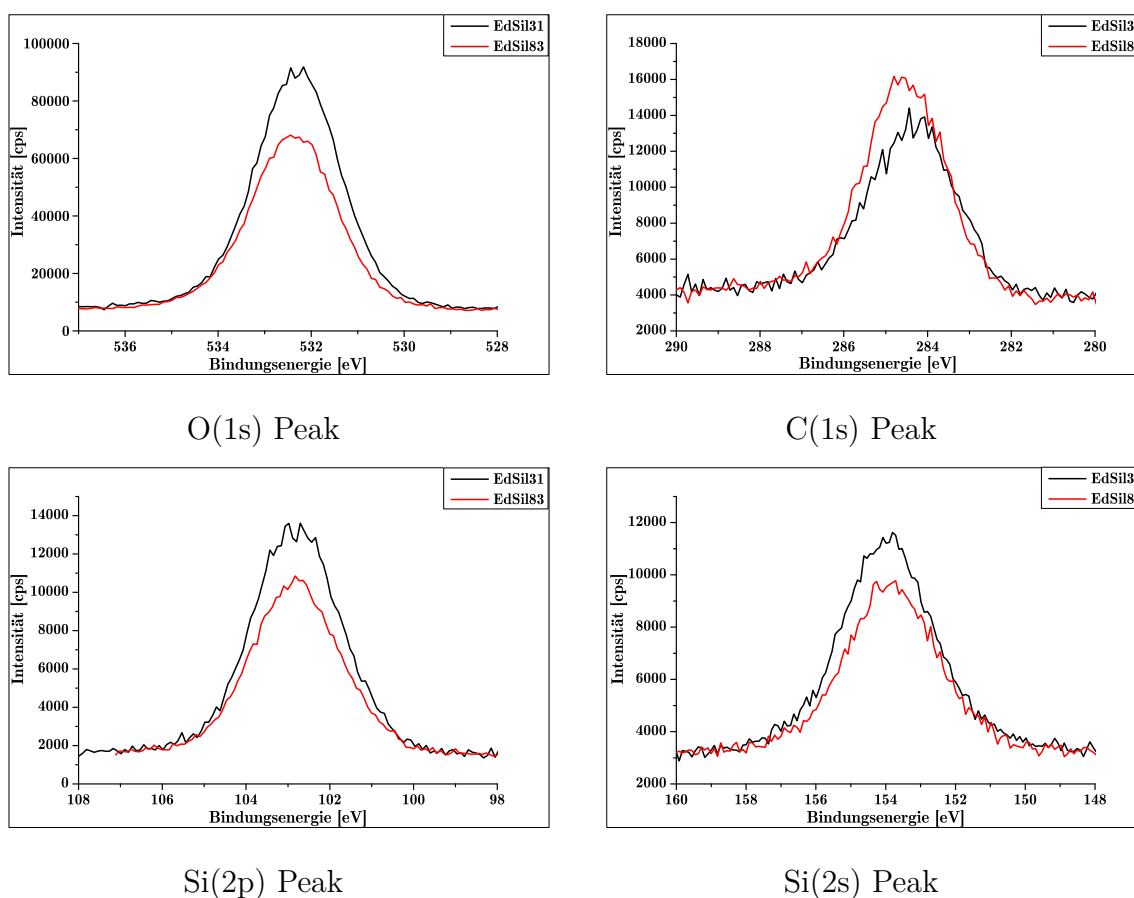 EdSil31
EdSil83
100000
80000
60000
40000
20000
0
Intensität [cps]
536 534 532 530 528
Bindungsenergie [eV]
O(1s) Peak
EdSil3
EdSil8
18000
16000
14000
12000
10000
8000
6000
4000
2000
Intensität [cps]
290 288 286 284 282 280
Bindungsenergie [eV]
C(1s) Peak
EdSil31
EdSil83
14000
12000
10000
8000
6000
4000
2000
0
Intensität [cps]
108 106 104 102 100 98
Bindungsenergie [eV]
Si(2p) Peak
EdSil3
EdSil8
12000
10000
8000
6000
4000
2000
Intensität [cps]
160 158 156 154 152 150 148
Bindungsenergie [eV]
Si(2s) Peak